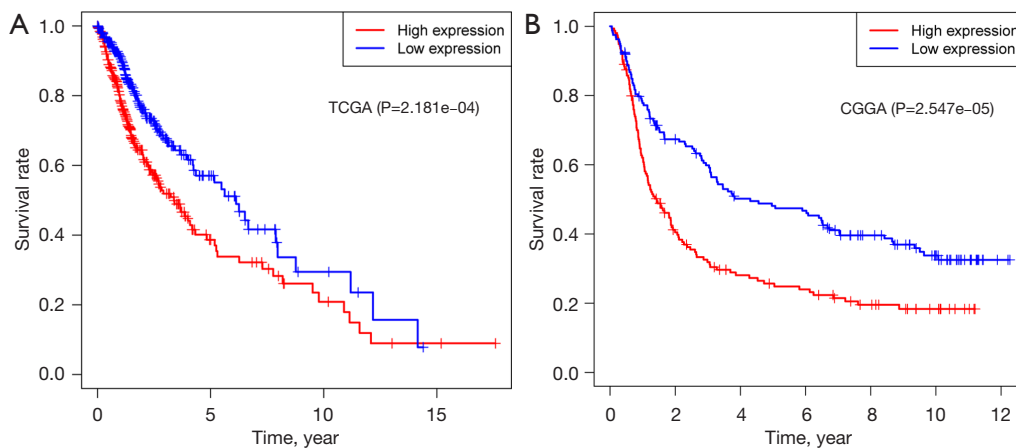 A
High expression
Low expression
TCGA (P=2.181e−04)
Survival rate
1.0
0.8
0.6
0.4
0.2
0.0
0
5
10
15
Time, year
B
High expression
Low expression
CGGA (P=2.547e−05)
Survival rate
1.0
0.8
0.6
0.4
0.2
0.0
0
2
4
6
8
10
12
Time, year